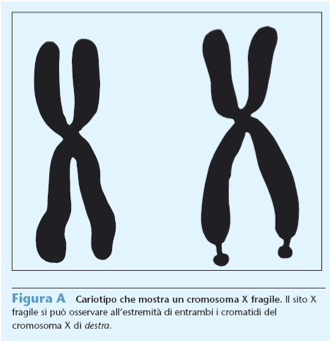 Figura A Cariotipo che mostra un cromosoma X fragile. Il sito X
fragile si può osservare all'estremità di entrambi i cromatidi del
cromosoma X di destra.